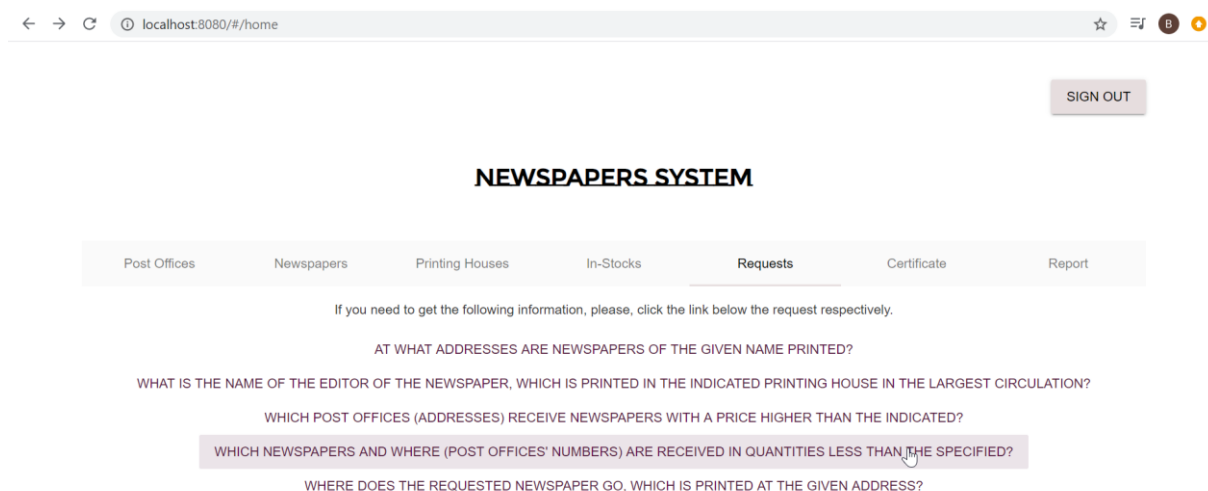 localhost:8080/#/home
B
SIGN OUT
NEWSPAPERS SYSTEM
Post Offices Newspapers Printing Houses In-Stocks Requests Certificate Report
If you need to get the following information, please, click the link below the request respectively.
AT WHAT ADDRESSES ARE NEWSPAPERS OF THE GIVEN NAME PRINTED?
WHAT IS THE NAME OF THE EDITOR OF THE NEWSPAPER, WHICH IS PRINTED IN THE INDICATED PRINTING HOUSE IN THE LARGEST CIRCULATION?
WHICH POST OFFICES (ADDRESSES) RECEIVE NEWSPAPERS WITH A PRICE HIGHER THAN THE INDICATED?
WHICH NEWSPAPERS AND WHERE (POST OFFICES' NUMBERS) ARE RECEIVED IN QUANTITIES LESS THAN THE SPECIFIED?
WHERE DOES THE REQUESTED NEWSPAPER GO. WHICH IS PRINTED AT THE GIVEN ADDRESS?